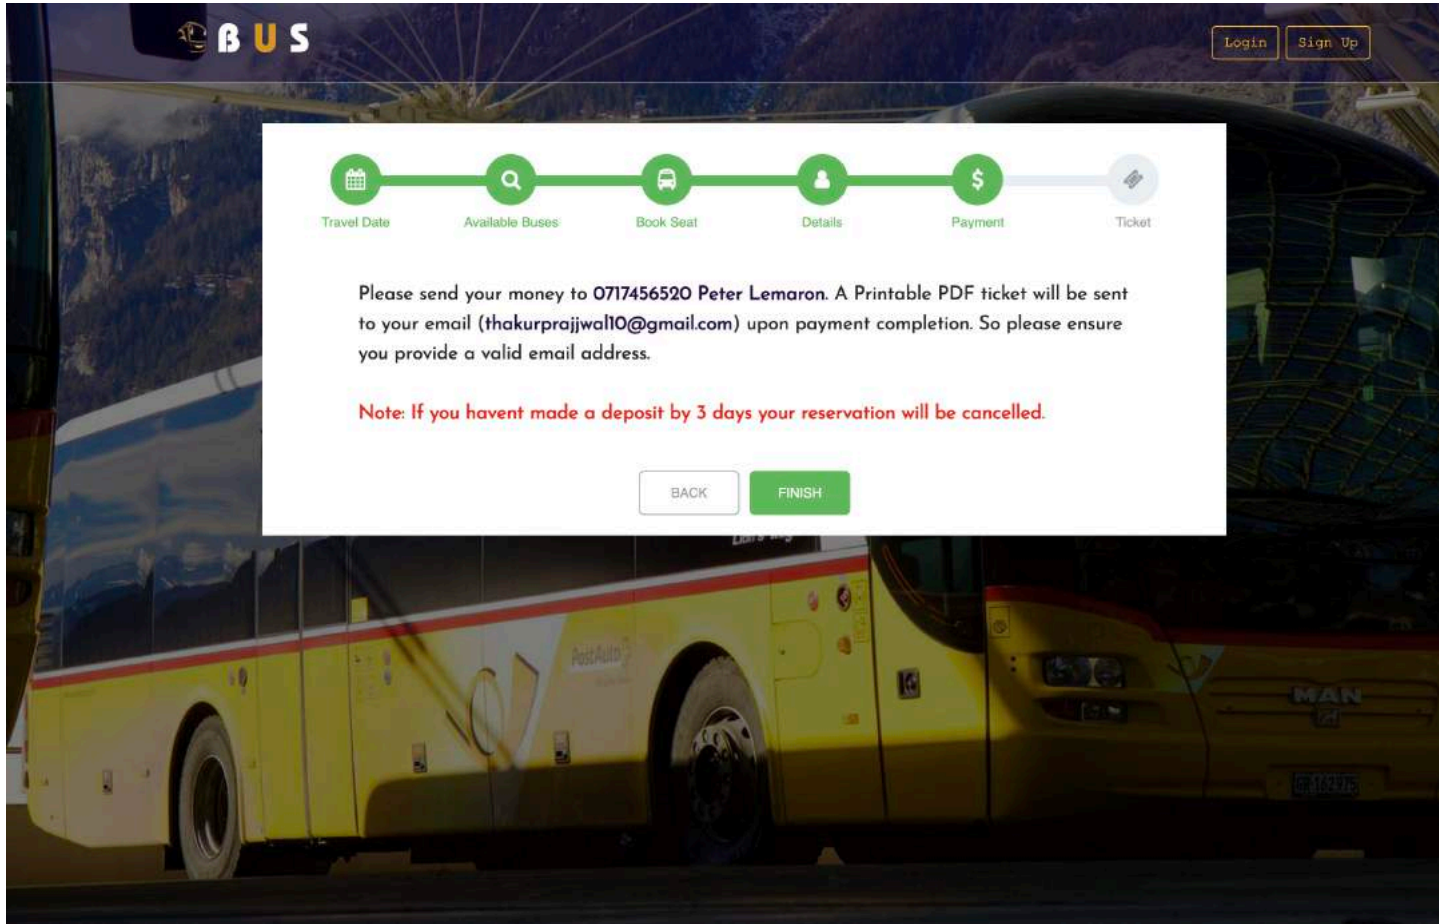 BUS
Login
Sign Up
Travel Date
Available Buses
Book Seat
Details
Payment
Ticket
Please send your money to 0717456520 Peter Lemaron. A Printable PDF ticket will be sent
to your email (thakurprajjwal10@gmail.com) upon payment completion. So please ensure
you provide a valid email address.
Note: If you havent made a deposit by 3 days your reservation will be cancelled.
BACK
FINISH
PostAuto
MAN